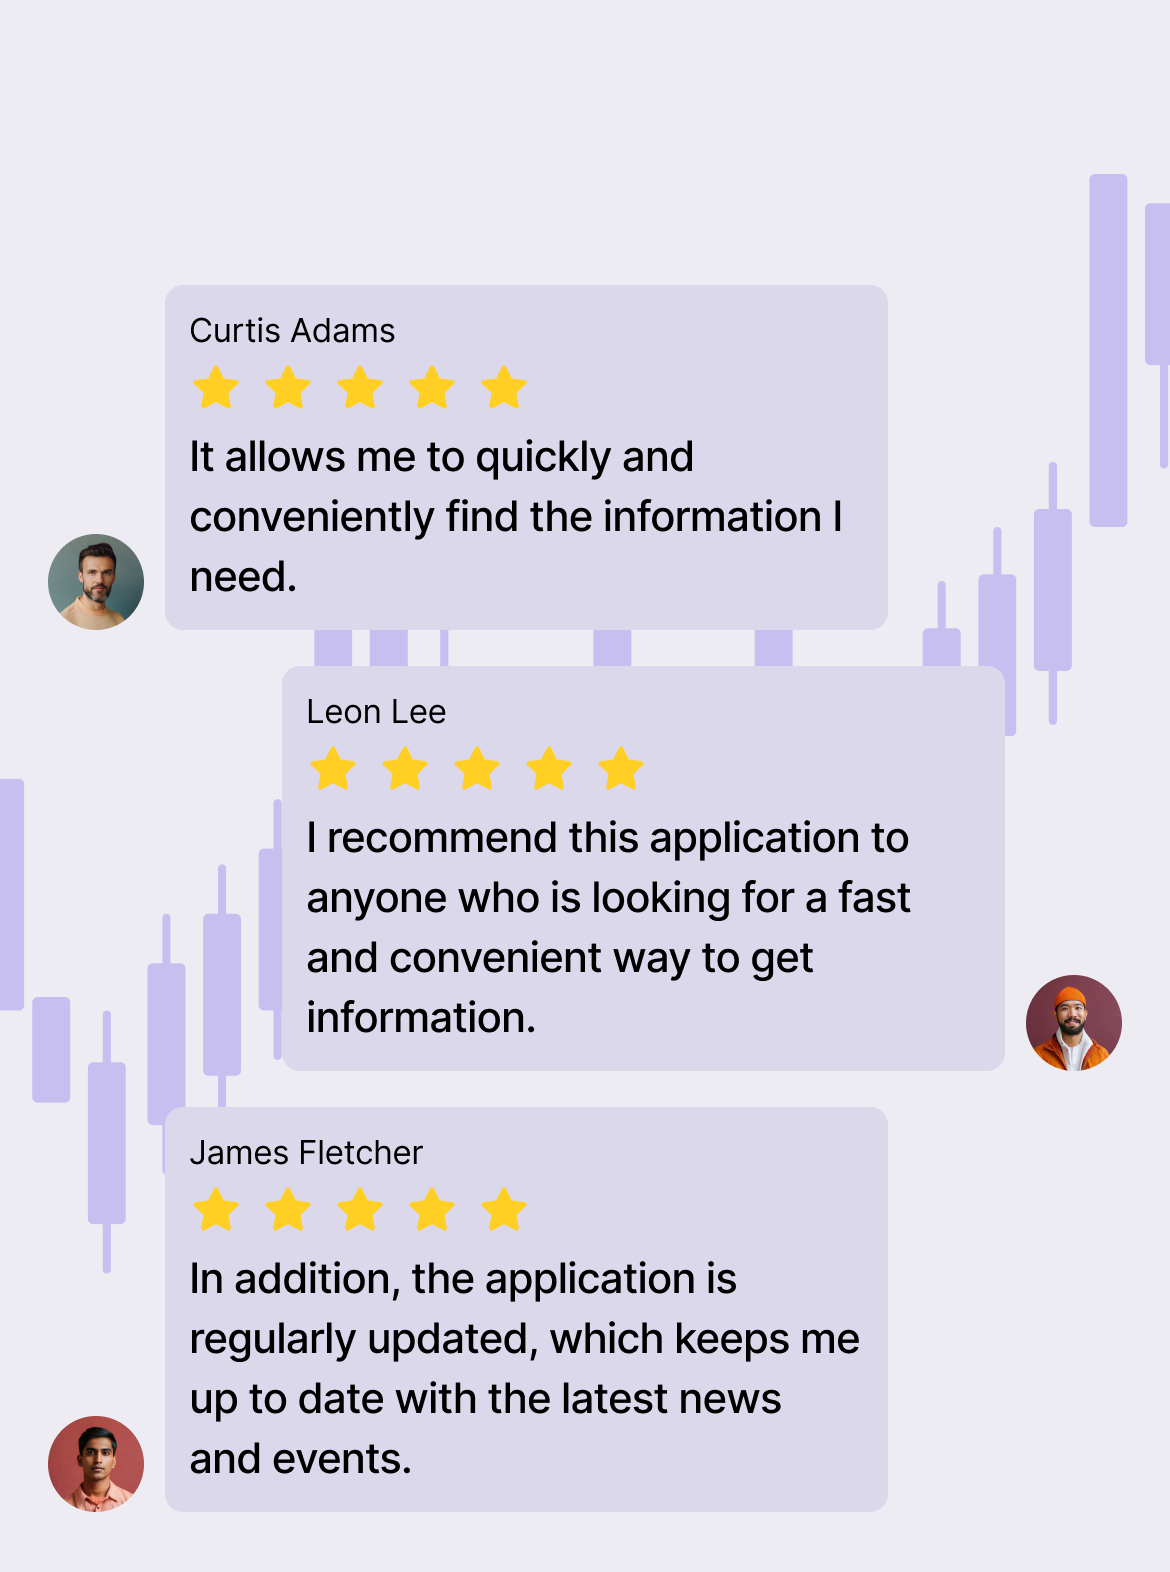 Curtis Adams
It allows me to quickly and
conveniently find the information I
need.
Leon Lee
I recommend this application to
anyone who is looking for a fast
and convenient way to get
information.
James Fletcher
In addition, the application is
regularly updated, which keeps me
up to date with the latest news
and events.